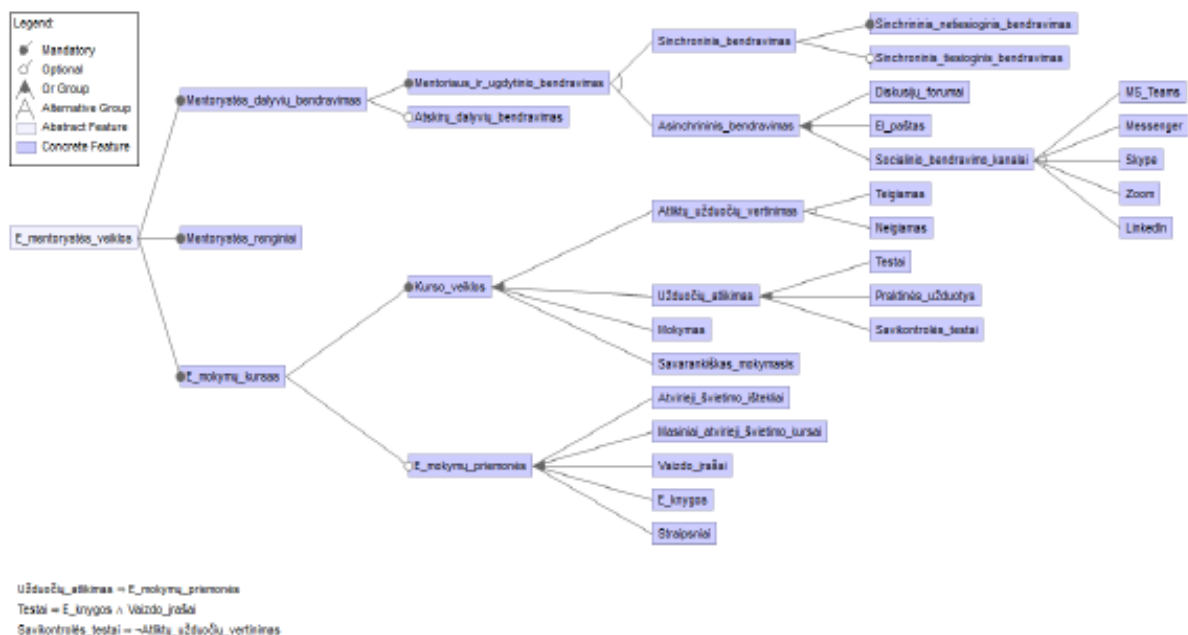 Legend:
Mandatory
Optional
Or Group
Alternative Group
Abstract Feature
Concrete Feature
E_mentorystės_veiklos
Mentorystės_dalyvių_bendravimas
Mentoriaus_ir_ugdytinio_bendravimas
Sinchroninis_bendravimas
Sinchrininis_netiesioginis_bendravimas
Sinchroninis_tiesioginis_bendravimas
Asinchrininis_bendravimas
Diskusijų_forumai
El_paštas
Socialinio_bendravimo_kanalai
MS_Teams
Messenger
Skype
Zoom
LinkedIn
Atskirų_dalyvių_bendravimas
Mentorystės_renginiai
E_mokymų_kursas
Kurso_veiklos
Atliktų_užduočių_vertinimas
Teigiamas
Neigiamas
Užduočių_atlikimas
Testai
Praktinės_užduotys
Savikontrolės_testai
Mokymas
Savarankiškas_mokymasis
E_mokymų_priemonės
Atvirieji_švietimo_ištekliai
Masiniai_atvirieji_švietimo_kursai
Vaizdo_įrašai
E_knygos
Straipsniai
Užduočių_atlikimas ⇒ E_mokymų_priemonės
Testai ⇒ E_knygos ∧ Vaizdo_įrašai
Savikontrolės_testai ⇒ ¬Atliktų_užduočių_vertinimas